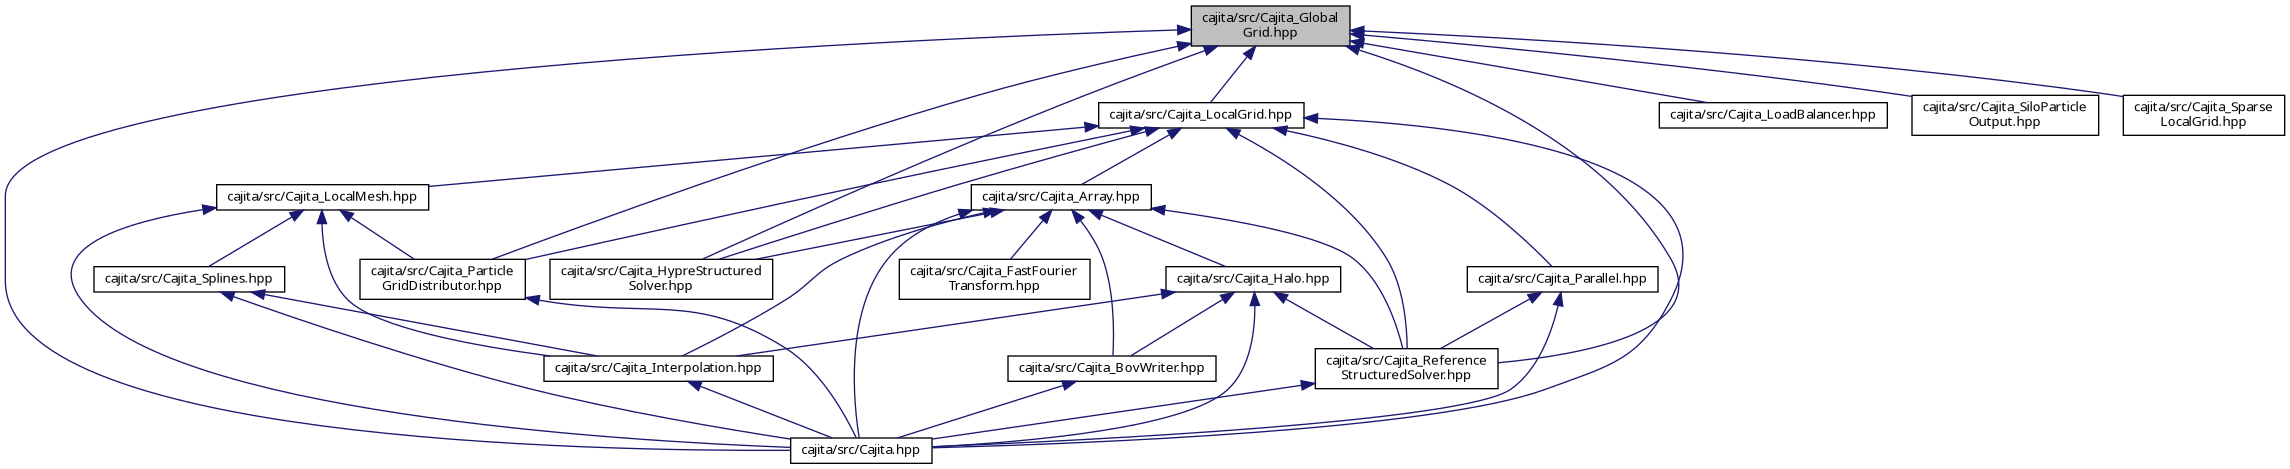 cajita/src/Cajita_Global
Grid.hpp
cajita/src/Cajita_LocalGrid.hpp
cajita/src/Cajita_LoadBalancer.hpp
cajita/src/Cajita_SiloParticle
Output.hpp
cajita/src/Cajita_Sparse
LocalGrid.hpp
cajita/src/Cajita_LocalMesh.hpp
cajita/src/Cajita_Array.hpp
cajita/src/Cajita_Splines.hpp
cajita/src/Cajita_Particle
GridDistributor.hpp
cajita/src/Cajita_HypreStructured
Solver.hpp
cajita/src/Cajita_FastFourier
Transform.hpp
cajita/src/Cajita_Halo.hpp
cajita/src/Cajita_Parallel.hpp
cajita/src/Cajita_Interpolation.hpp
cajita/src/Cajita_BovWriter.hpp
cajita/src/Cajita_Reference
StructuredSolver.hpp
cajita/src/Cajita.hpp